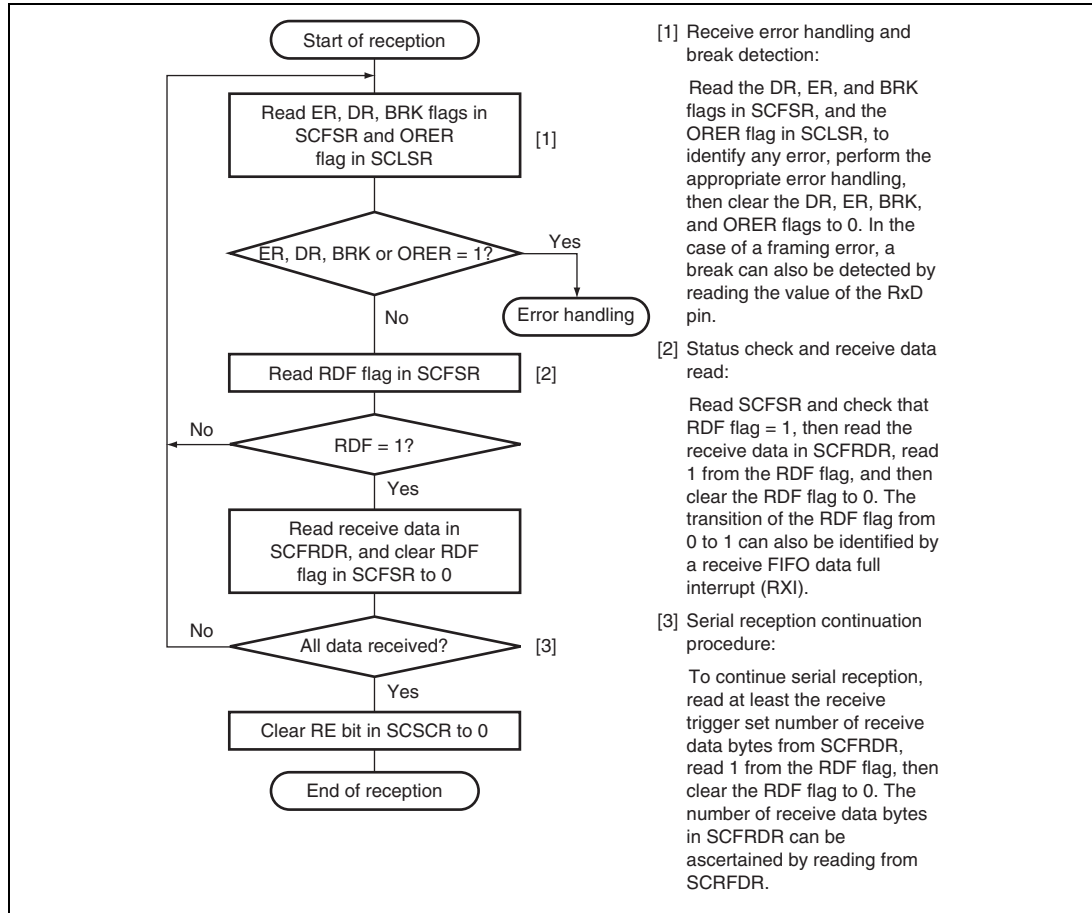 Start of reception
Read ER, DR, BRK flags in
SCFSR and ORER
flag in SCLSR
[1]
ER, DR, BRK or ORER = 1?
Yes
Error handling
No
Read RDF flag in SCFSR
[2]
No
RDF = 1?
Yes
Read receive data in
SCFRDR, and clear RDF
flag in SCFSR to 0
No
All data received?
[3]
Yes
Clear RE bit in SCSCR to 0
End of reception
[1] Receive error handling and
break detection:
Read the DR, ER, and BRK
flags in SCFSR, and the
ORER flag in SCLSR, to
identify any error, perform the
appropriate error handling,
then clear the DR, ER, BRK,
and ORER flags to 0. In the
case of a framing error, a
break can also be detected by
reading the value of the RxD
pin.
[2] Status check and receive data
read:
Read SCFSR and check that
RDF flag = 1, then read the
receive data in SCFRDR, read
1 from the RDF flag, and then
clear the RDF flag to 0. The
transition of the RDF flag from
0 to 1 can also be identified by
a receive FIFO data full
interrupt (RXI).
[3] Serial reception continuation
procedure:
To continue serial reception,
read at least the receive
trigger set number of receive
data bytes from SCFRDR,
read 1 from the RDF flag, then
clear the RDF flag to 0. The
number of receive data bytes
in SCFRDR can be
ascertained by reading from
SCRFDR.